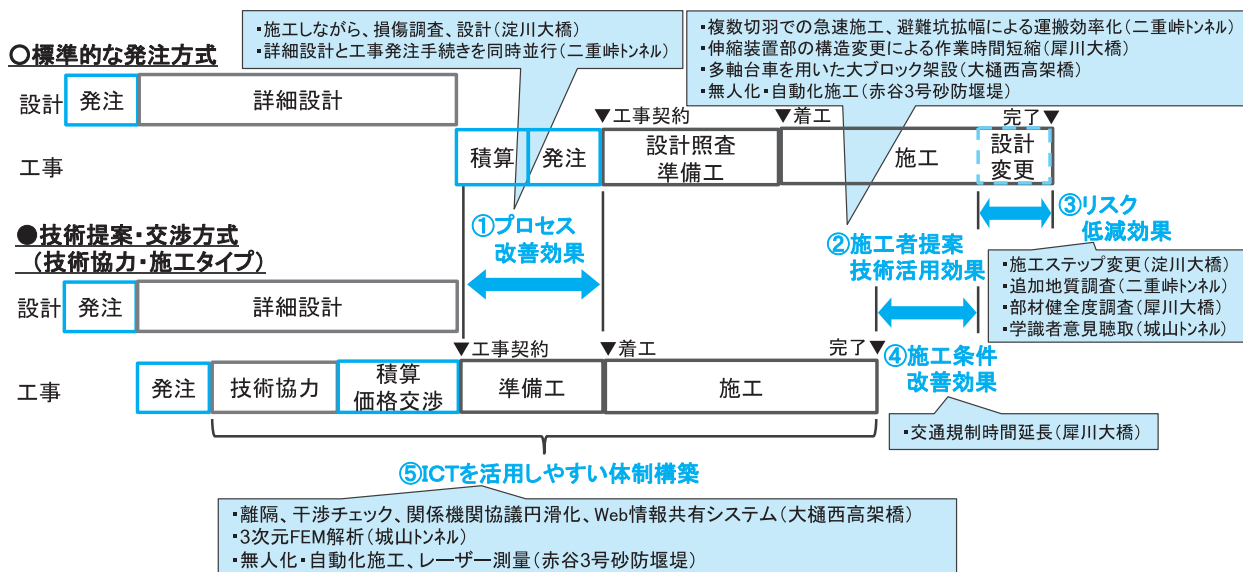 ・施工しながら、損傷調査、設計(淀川大橋)
・詳細設計と工事発注手続きを同時並行(二重峠トンネル)
・複数切羽での急速施工、避難坑拡幅による運搬効率化(二重峠トンネル)
・伸縮装置部の構造変更による作業時間短縮(犀川大橋)
・多軸台車を用いた大ブロック架設(大樋西高架橋)
・無人化・自動化施工(赤谷3号砂防堰堤)
〇標準的な発注方式
設計
発注
詳細設計
▼工事契約
▼着工
完了▼
工事
積算
発注
設計照査
準備工
施工
設計
変更
①プロセス
改善効果
②施工者提案
技術活用効果
③リスク
低減効果
・施工ステップ変更(淀川大橋)
・追加地質調査(二重峠トンネル)
・部材健全度調査(犀川大橋)
・学識者意見聴取(城山トンネル)
●技術提案・交渉方式
(技術協力・施工タイプ)
設計
発注
詳細設計
▼工事契約
▼着工
完了▼
工事
発注
技術協力
積算
価格交渉
準備工
施工
④施工条件
改善効果
・交通規制時間延長(犀川大橋)
⑤ICTを活用しやすい体制構築
・離隔、干渉チェック、関係機関協議円滑化、Web情報共有システム(大樋西高架橋)
・3次元FEM解析(城山トンネル)
・無人化・自動化施工、レーザー測量(赤谷3号砂防堰堤)